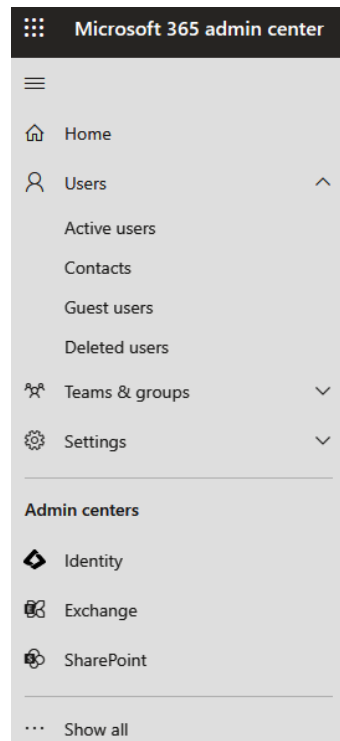 Microsoft 365 admin center
Home
Users
Active users
Contacts
Guest users
Deleted users
Teams & groups
Settings
Admin centers
Identity
Exchange
SharePoint
Show all